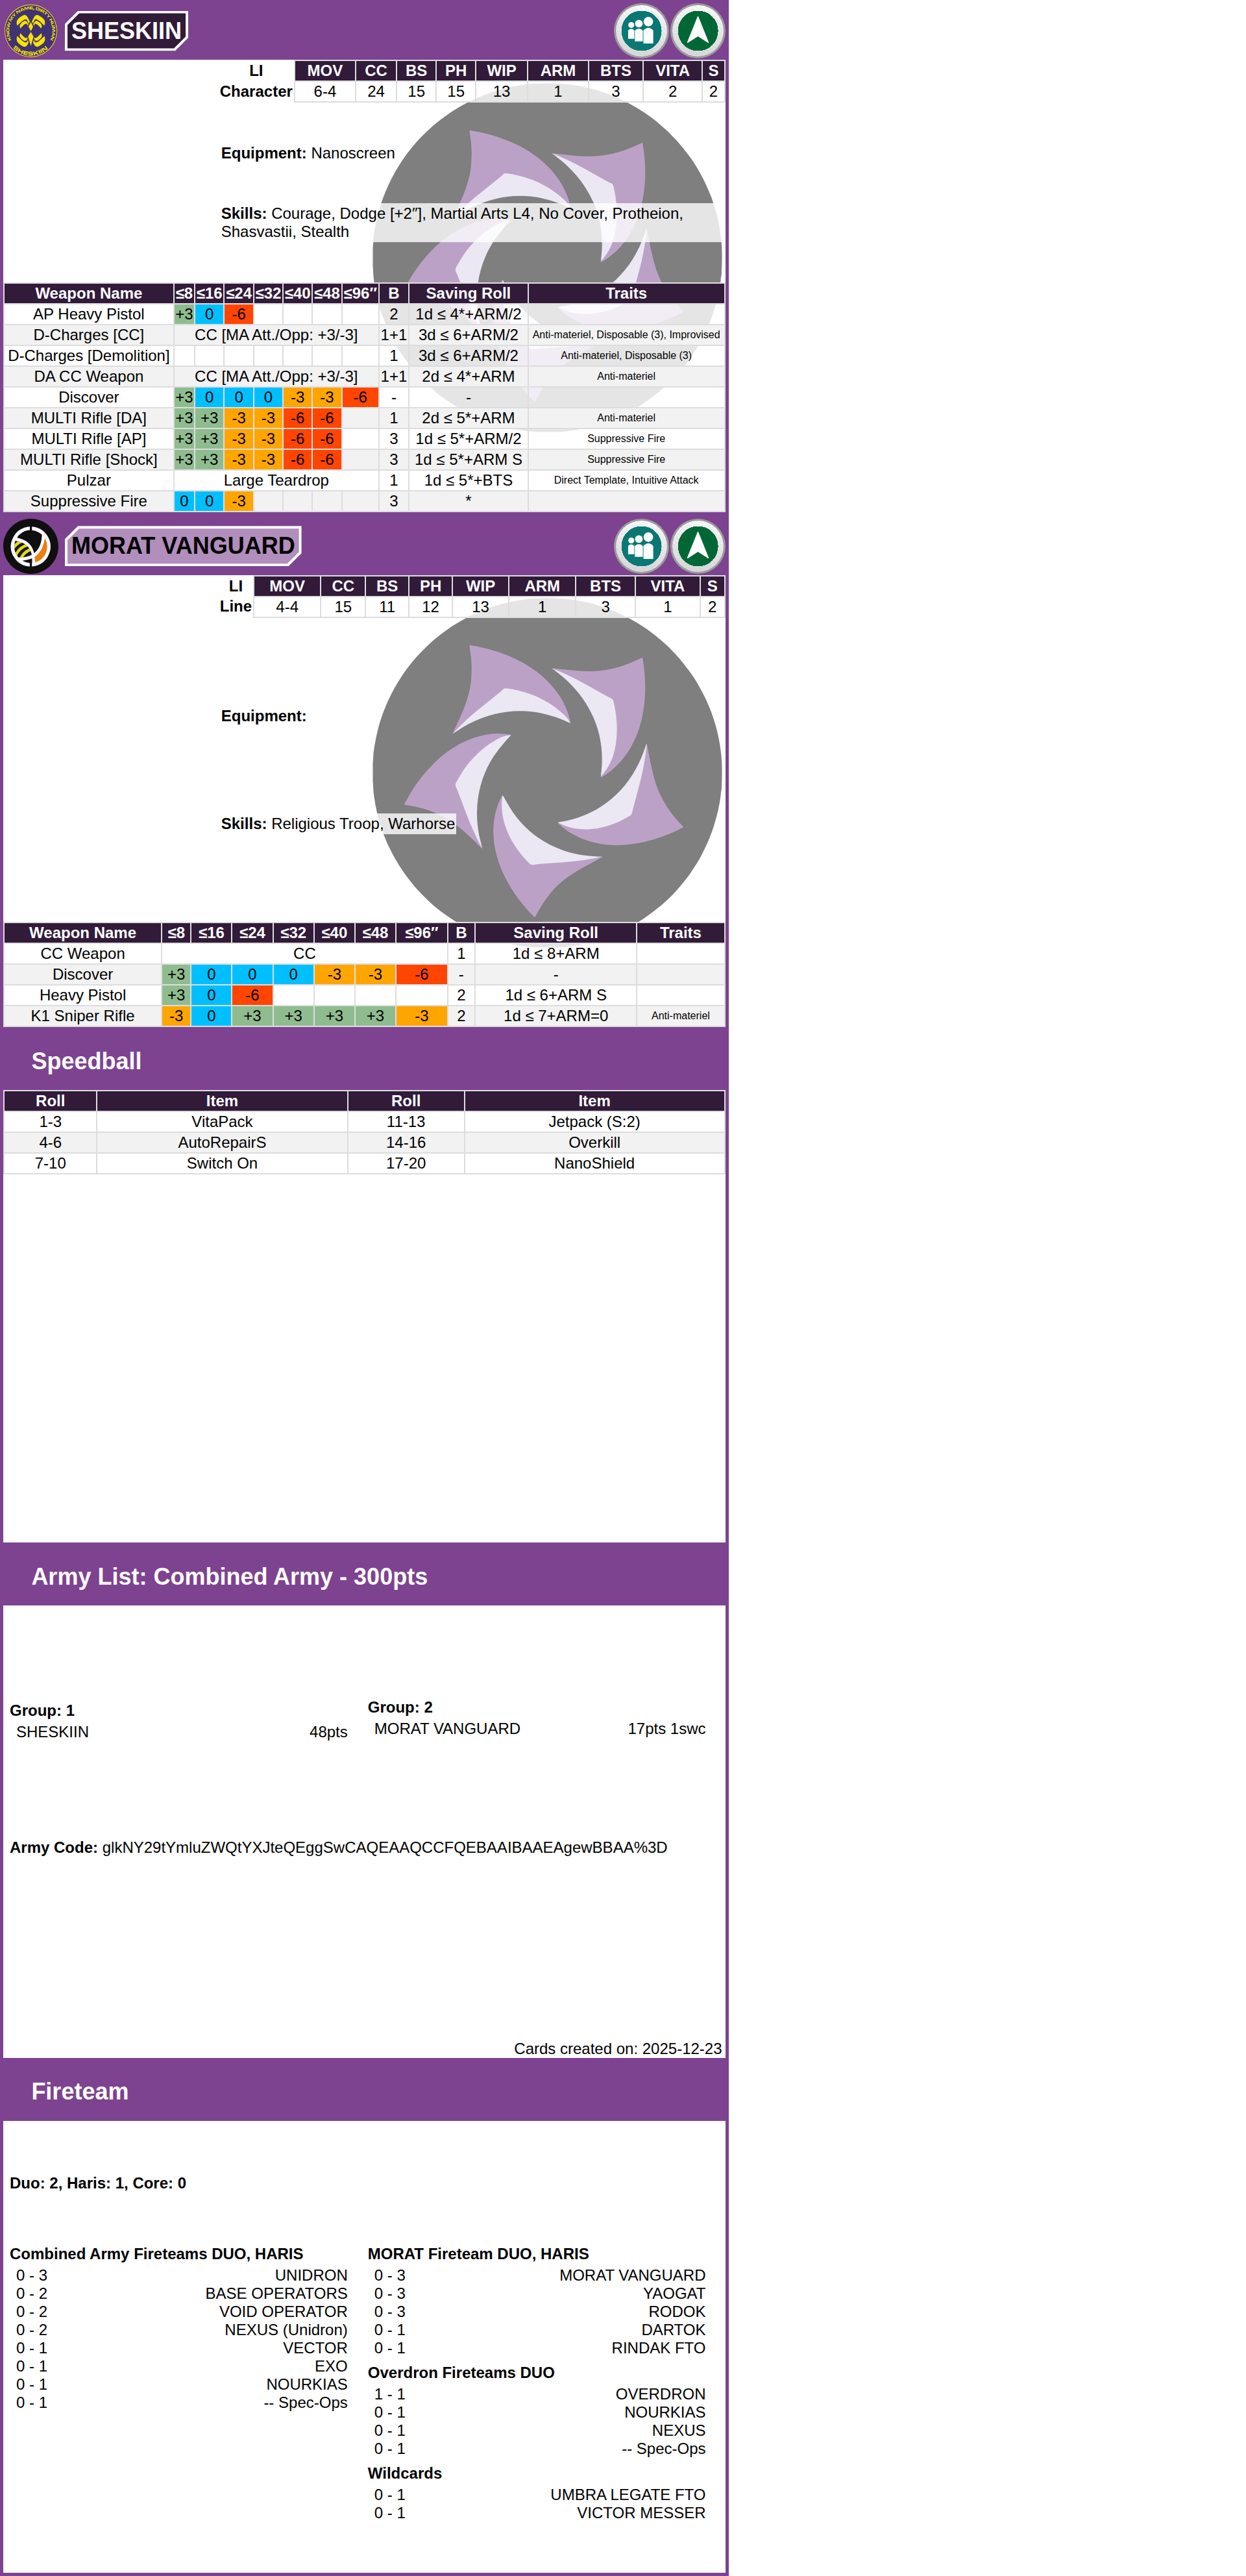 KNOW MY NAME, DIRTY HUMAN
SHESKIIN
SHESKIIN
LI MOV CC BS PH WIP ARM BTS VITA S
Character 6-4 24 15 15 13 1 3 2 2
Equipment: Nanoscreen
Skills: Courage, Dodge [+2″], Martial Arts L4, No Cover, Protheion,
Shasvastii, Stealth
Weapon Name ≤8 ≤16 ≤24 ≤32 ≤40 ≤48 ≤96″ B Saving Roll Traits
AP Heavy Pistol +3 0 -6 2 1d ≤ 4*+ARM/2
D-Charges [CC] CC [MA Att./Opp: +3/-3] 1+1 3d ≤ 6+ARM/2 Anti-materiel, Disposable (3), Improvised
D-Charges [Demolition] 1 3d ≤ 6+ARM/2 Anti-materiel, Disposable (3)
DA CC Weapon CC [MA Att./Opp: +3/-3] 1+1 2d ≤ 4*+ARM Anti-materiel
Discover +3 0 0 0 -3 -3 -6 - -
MULTI Rifle [DA] +3 +3 -3 -3 -6 -6 1 2d ≤ 5*+ARM Anti-materiel
MULTI Rifle [AP] +3 +3 -3 -3 -6 -6 3 1d ≤ 5*+ARM/2 Suppressive Fire
MULTI Rifle [Shock] +3 +3 -3 -3 -6 -6 3 1d ≤ 5*+ARM S Suppressive Fire
Pulzar Large Teardrop 1 1d ≤ 5*+BTS Direct Template, Intuitive Attack
Suppressive Fire 0 0 -3 3 *
MORAT VANGUARD
LI MOV CC BS PH WIP ARM BTS VITA S
Line 4-4 15 11 12 13 1 3 1 2
Equipment:
Skills: Religious Troop, Warhorse
Weapon Name ≤8 ≤16 ≤24 ≤32 ≤40 ≤48 ≤96″ B Saving Roll Traits
CC Weapon CC 1 1d ≤ 8+ARM
Discover +3 0 0 0 -3 -3 -6 - -
Heavy Pistol +3 0 -6 2 1d ≤ 6+ARM S
K1 Sniper Rifle -3 0 +3 +3 +3 +3 -3 2 1d ≤ 7+ARM=0 Anti-materiel
Speedball
Roll Item Roll Item
1-3 VitaPack 11-13 Jetpack (S:2)
4-6 AutoRepairS 14-16 Overkill
7-10 Switch On 17-20 NanoShield
Army List: Combined Army - 300pts
Group: 1
SHESKIIN 48pts
Group: 2
MORAT VANGUARD 17pts 1swc
Army Code: glkNY29tYmluZWQtYXJteQEggSwCAQEAAQCCFQEBAAIBAAEAgewBBAA%3D
Cards created on: 2025-12-23
Fireteam
Duo: 2, Haris: 1, Core: 0
Combined Army Fireteams DUO, HARIS
0 - 3 UNIDRON
0 - 2 BASE OPERATORS
0 - 2 VOID OPERATOR
0 - 2 NEXUS (Unidron)
0 - 1 VECTOR
0 - 1 EXO
0 - 1 NOURKIAS
0 - 1 -- Spec-Ops
MORAT Fireteam DUO, HARIS
0 - 3 MORAT VANGUARD
0 - 3 YAOGAT
0 - 3 RODOK
0 - 1 DARTOK
0 - 1 RINDAK FTO
Overdron Fireteams DUO
1 - 1 OVERDRON
0 - 1 NOURKIAS
0 - 1 NEXUS
0 - 1 -- Spec-Ops
Wildcards
0 - 1 UMBRA LEGATE FTO
0 - 1 VICTOR MESSER